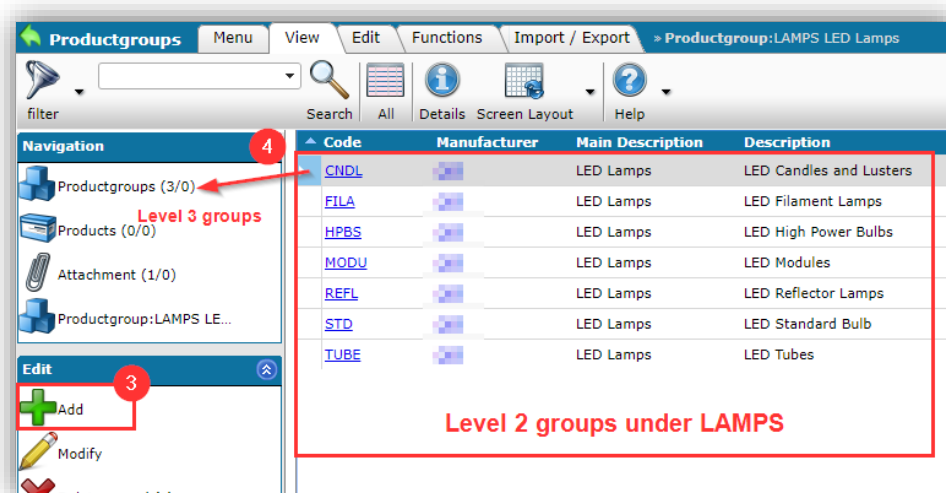 Productgroups Menu View Edit Functions Import / Export » Productgroup:LAMPS LED Lamps
filter Search All Details Screen Layout Help
Navigation
4
Productgroups (3/0)
Level 3 groups
Products (0/0)
Attachment (1/0)
Productgroup:LAMPS LE...
Edit
3
Add
Modify
Code Manufacturer Main Description Description
CNDL LED Lamps LED Candles and Lusters
FILA LED Lamps LED Filament Lamps
HPBS LED Lamps LED High Power Bulbs
MODU LED Lamps LED Modules
REFL LED Lamps LED Reflector Lamps
STD LED Lamps LED Standard Bulb
TUBE LED Lamps LED Tubes
Level 2 groups under LAMPS